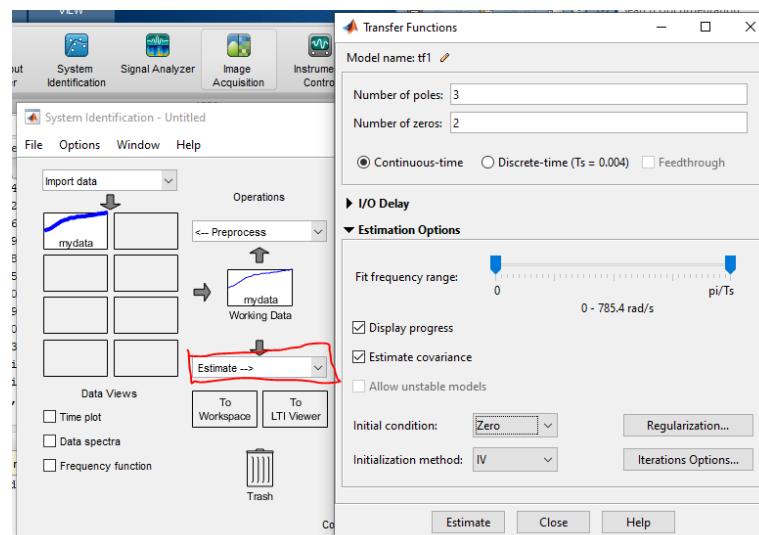 VIEW
Transfer Functions
Model name: tf1
System
Identification
Signal Analyzer
Image
Acquisition
Number of poles: 3
Number of zeros: 2
Continuous-time
Discrete-time (Ts = 0.004)
Feedthrough
I/O Delay
Estimation Options
Fit frequency range:
0
pi/Ts
0 - 785.4 rad/s
Display progress
Estimate covariance
Allow unstable models
Initial condition: Zero
Regularization...
Initialization method: IV
Iterations Options...
Estimate
Close
Help
System Identification - Untitled
File Options Window Help
Import data
Operations
mydata
<-- Preprocess
mydata
Working Data
Estimate -->
Data Views
To
Workspace
To
LTI Viewer
Time plot
Data spectra
Frequency function
Trash